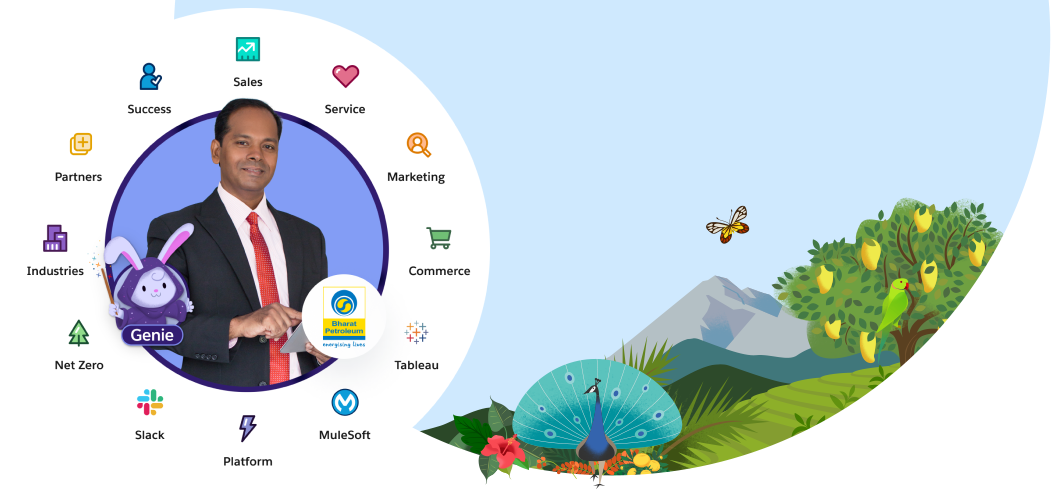 Sales
Success
Service
Partners
Marketing
Industries
Commerce
Genie
Bharat
Petroleum
energising lives
Net Zero
Tableau
Slack
MuleSoft
Platform